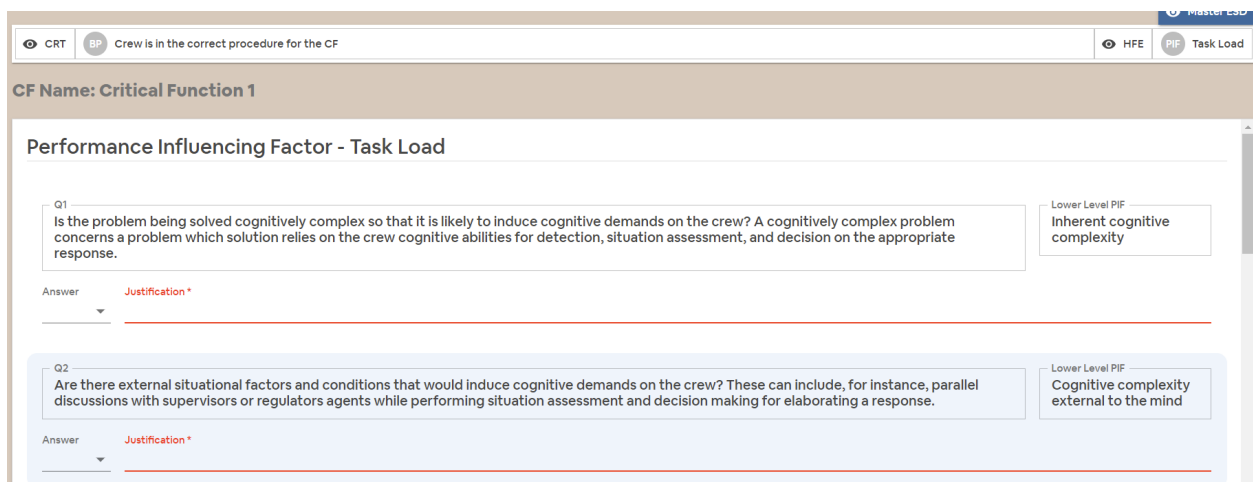 Master ESD
CRT
BP
Crew is in the correct procedure for the CF
HFE
PIF
Task Load
CF Name: Critical Function 1
Performance Influencing Factor - Task Load
Q1
Is the problem being solved cognitively complex so that it is likely to induce cognitive demands on the crew? A cognitively complex problem
concerns a problem which solution relies on the crew cognitive abilities for detection, situation assessment, and decision on the appropriate
response.
Lower Level PIF
Inherent cognitive
complexity
Answer
Justification *
Q2
Are there external situational factors and conditions that would induce cognitive demands on the crew? These can include, for instance, parallel
discussions with supervisors or regulators agents while performing situation assessment and decision making for elaborating a response.
Lower Level PIF
Cognitive complexity
external to the mind
Answer
Justification *